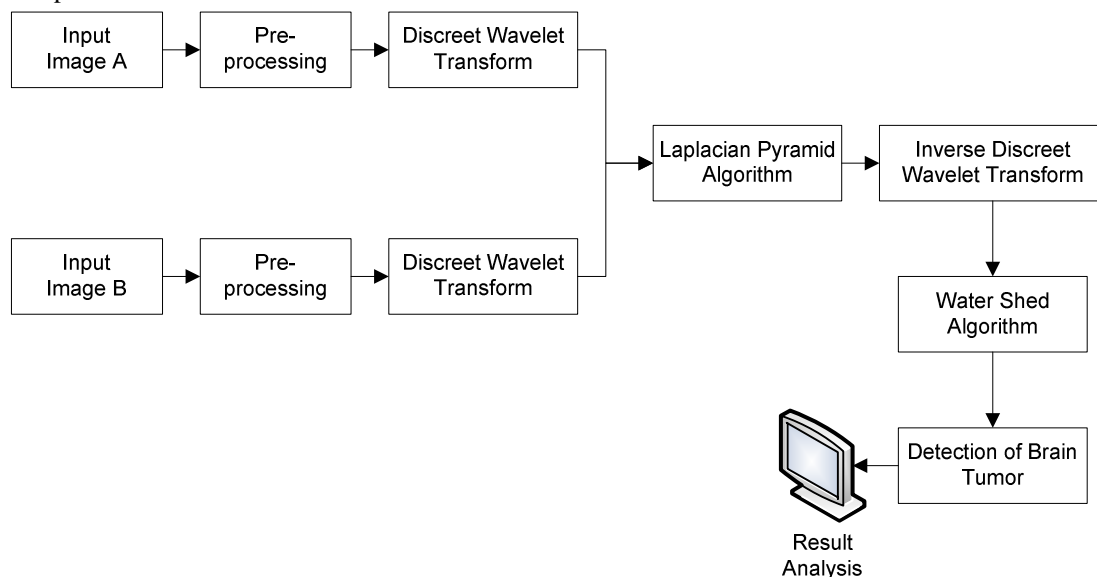 Input
Image A
Pre-
processing
Discreet Wavelet
Transform
Laplacian Pyramid
Algorithm
Inverse Discreet
Wavelet Transform
Input
Image B
Pre-
processing
Discreet Wavelet
Transform
Water Shed
Algorithm
Detection of Brain
Tumor
Result
Analysis